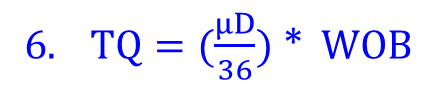 6. TQ = (μD/36) * WOB